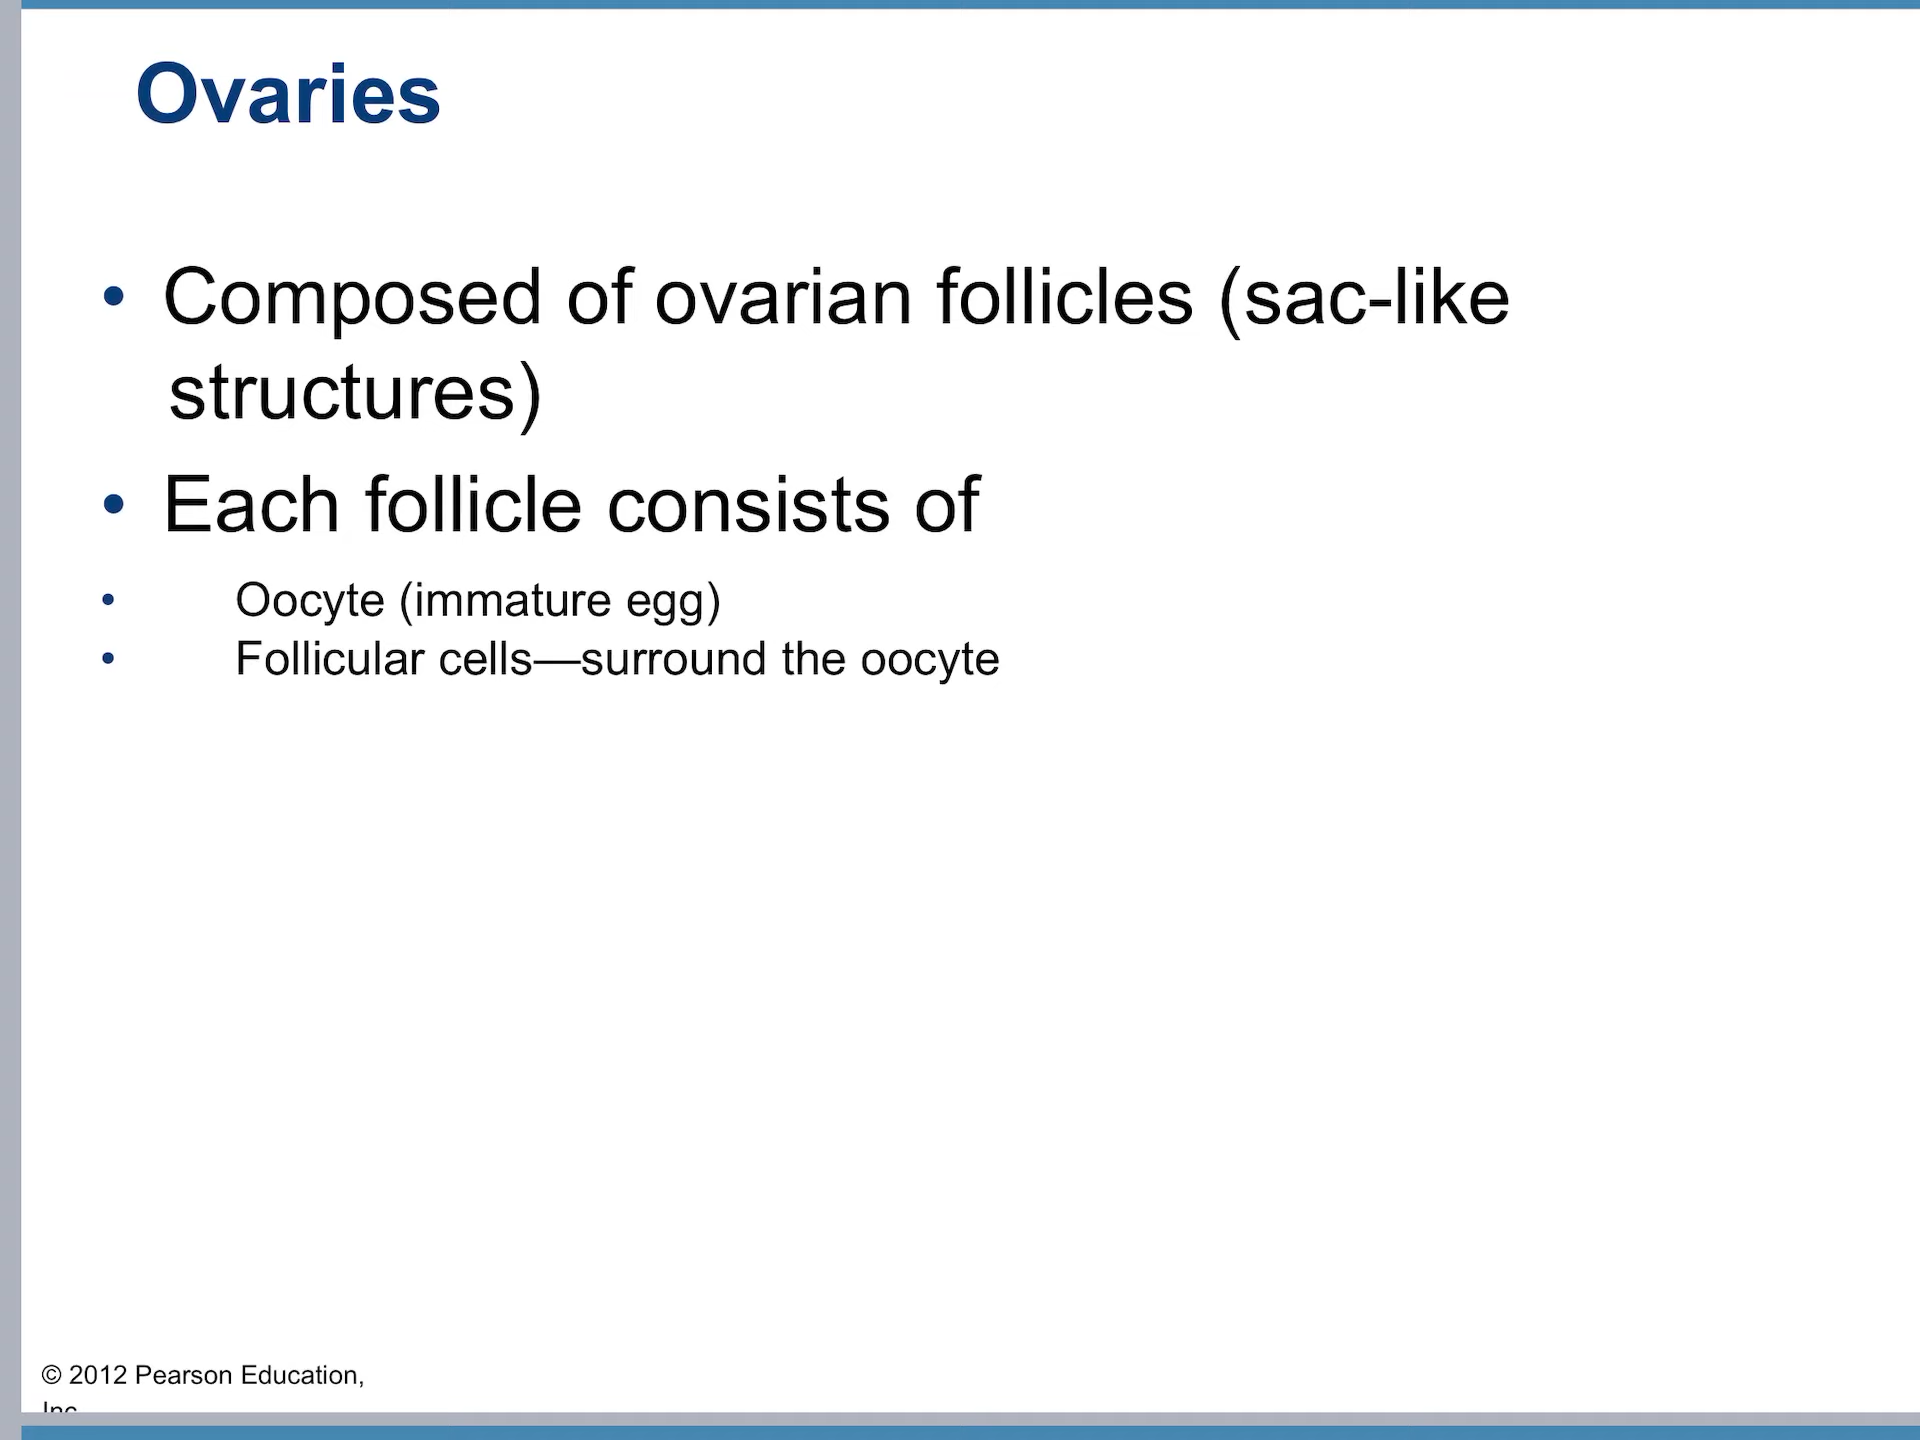 Ovaries
• Composed of ovarian follicles (sac-like
structures)
• Each follicle consists of
• Oocyte (immature egg)
• Follicular cells—surround the oocyte
© 2012 Pearson Education,
Inc